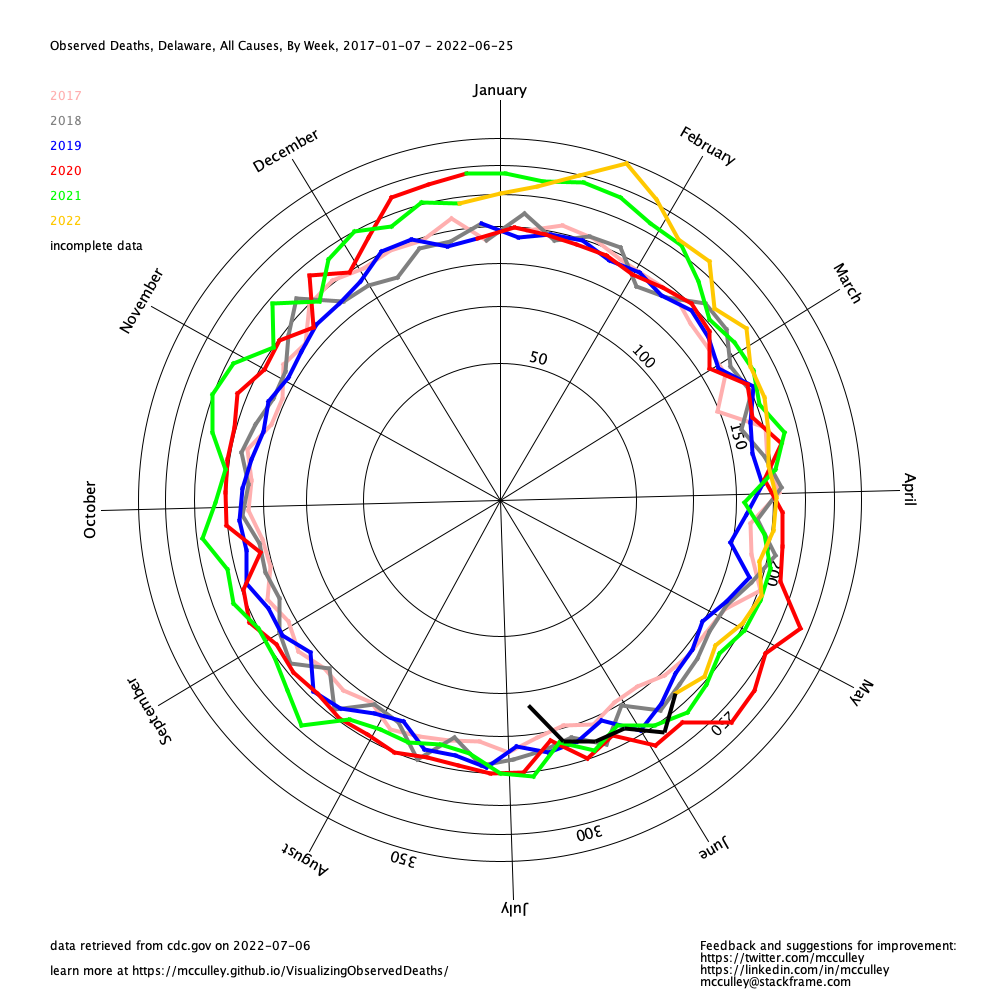 Observed Deaths, Delaware, All Causes, By Week, 2017-01-07 - 2022-06-25
January
2017
2018
2019
2020
2021
2022
incomplete data
December
February
November
March
50
100
150
October
April
200
September
May
250
300
350
August
June
July
data retrieved from cdc.gov on 2022-07-06
learn more at https://mcculley.github.io/VisualizingObservedDeaths/
Feedback and suggestions for improvement:
https://twitter.com/mcculley
https://linkedin.com/in/mcculley
mcculley@stackframe.com